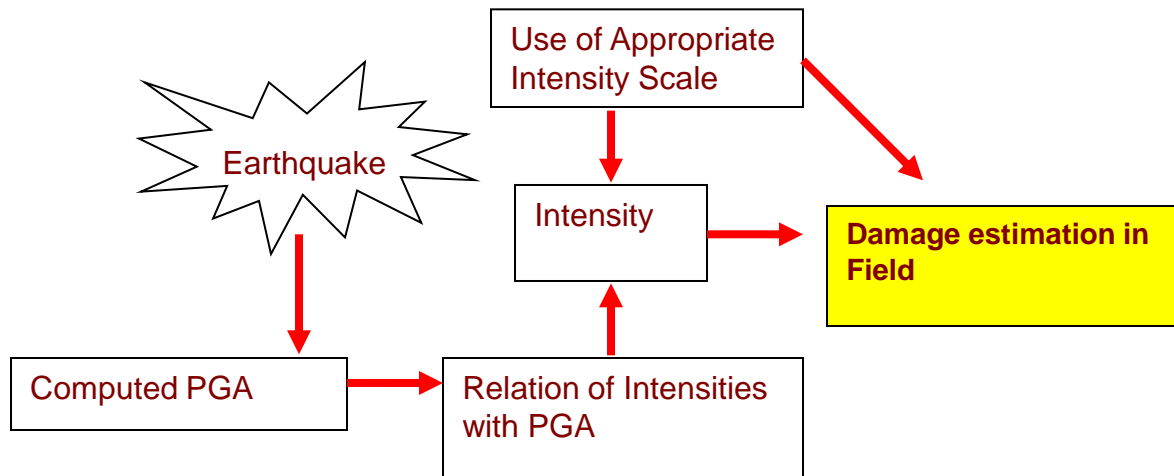 Use of Appropriate
Intensity Scale
Earthquake
Intensity
Damage estimation in
Field
Computed PGA
Relation of Intensities
with PGA